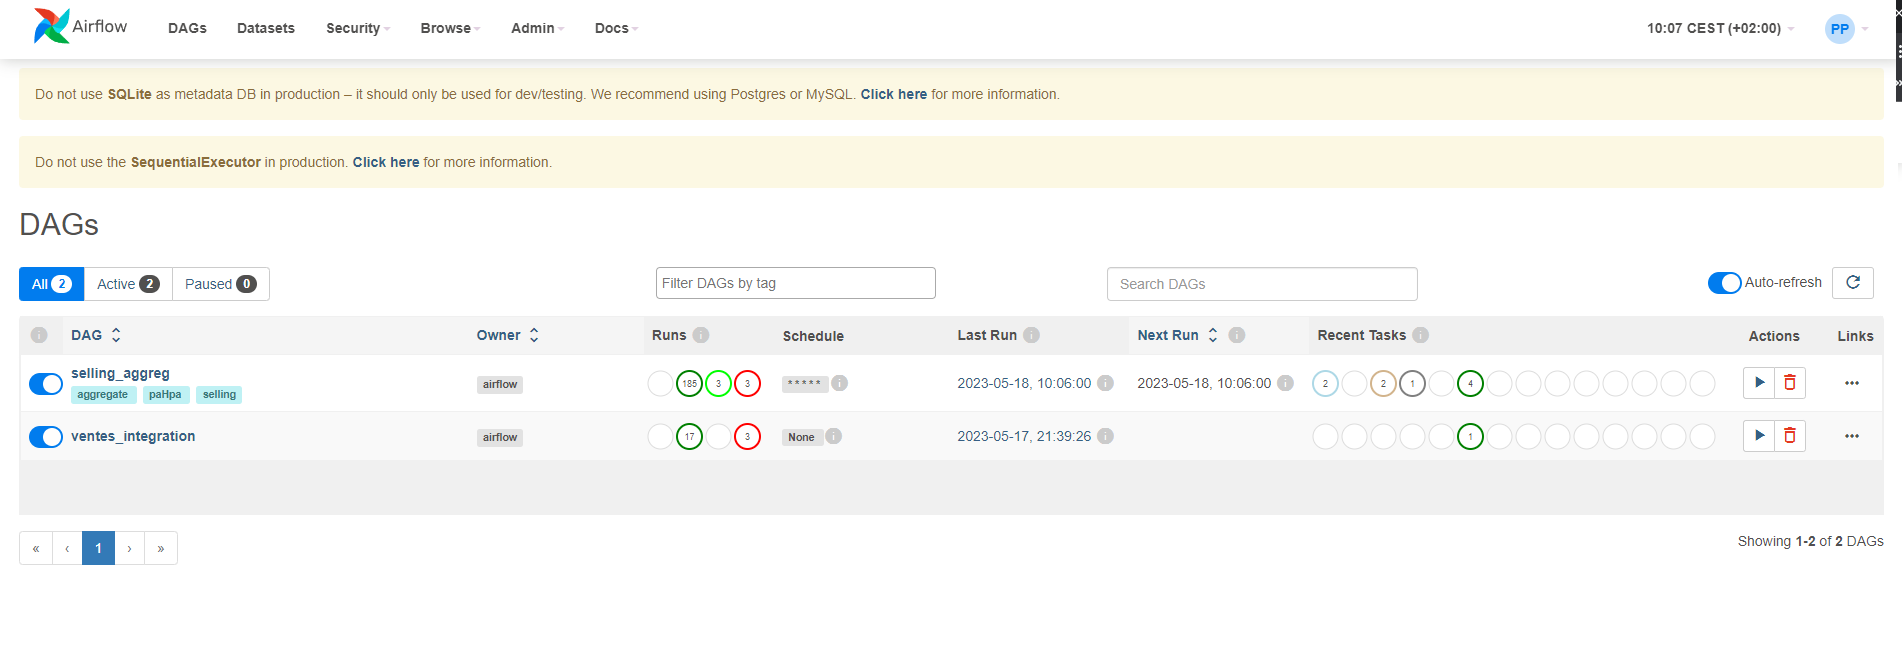 Airflow DAGs Datasets Security Browse Admin Docs 10:07 CEST (+02:00) PP
Do not use SQLite as metadata DB in production – it should only be used for dev/testing. We recommend using Postgres or MySQL. Click here for more information.
Do not use the SequentialExecutor in production. Click here for more information.
DAGs
All 2 Active 2 Paused 0 Filter DAGs by tag Search DAGs Auto-refresh
i DAG Owner Runs i Schedule Last Run i Next Run i Recent Tasks i Actions Links
selling_aggreg airflow 185 3 3 * * * * * i 2023-05-18, 10:06:00 i 2023-05-18, 10:06:00 i 2 2 1 4
aggregate paHpa selling
ventes_integration airflow 17 3 None i 2023-05-17, 21:39:26 i 1
« ‹ 1 › » Showing 1-2 of 2 DAGs